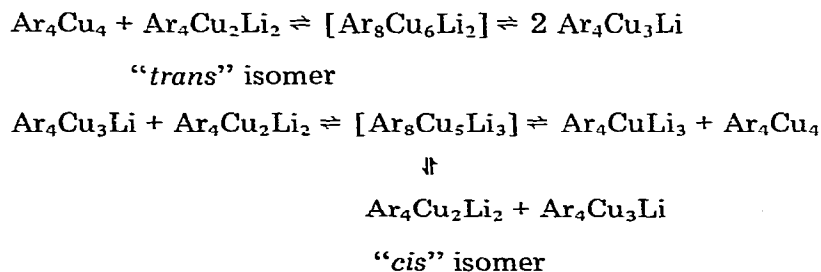 Ar₄Cu₄ + Ar₄Cu₂Li₂ ⇌ [Ar₈Cu₆Li₂] ⇌ 2 Ar₄Cu₃Li
“trans” isomer
Ar₄Cu₃Li + Ar₄Cu₂Li₂ ⇌ [Ar₈Cu₅Li₃] ⇌ Ar₄CuLi₃ + Ar₄Cu₄
⥮
Ar₄Cu₂Li₂ + Ar₄Cu₃Li
“cis” isomer